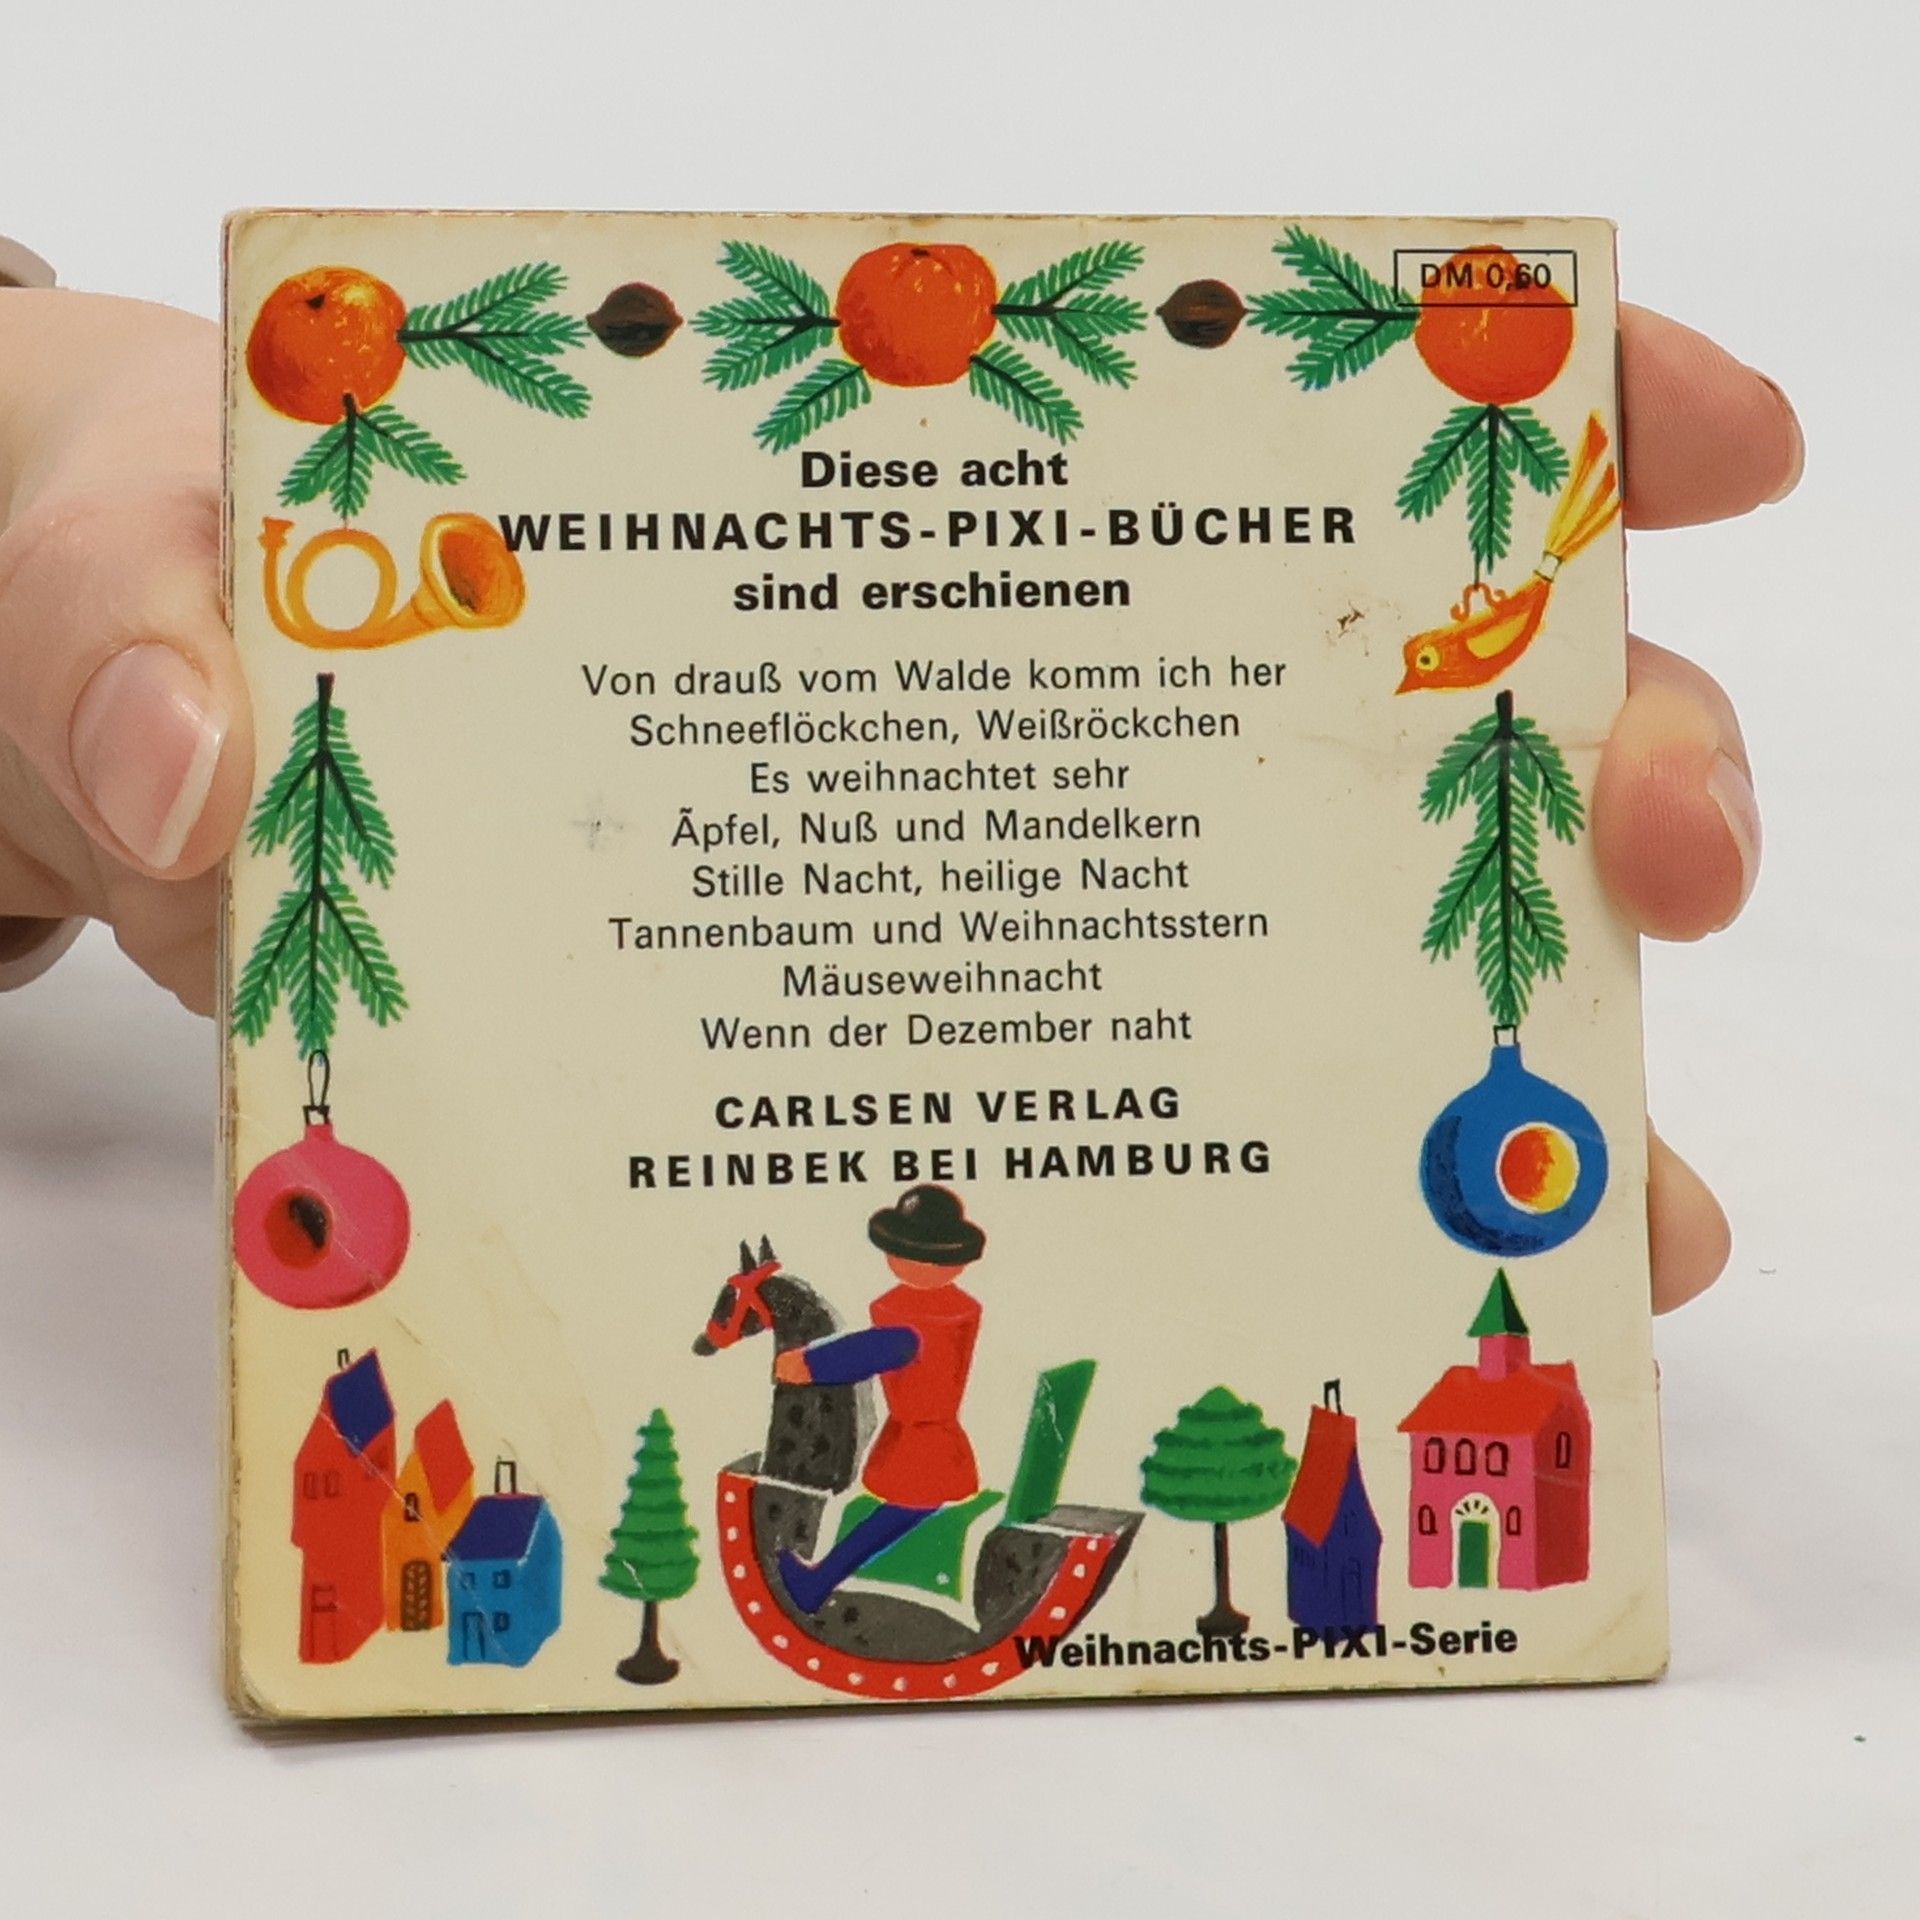 DM 0,60
Diese acht
WEIHNACHTS-PIXI-BÜCHER
sind erschienen
Von drauß vom Walde komm ich her
Schneeflöckchen, Weißröckchen
Es weihnachtet sehr
Äpfel, Nuß und Mandelkern
Stille Nacht, heilige Nacht
Tannenbaum und Weihnachtsstern
Mäuseweihnacht
Wenn der Dezember naht
CARLSEN VERLAG
REINBEK BEI HAMBURG
Weihnachts-PIXI-Serie